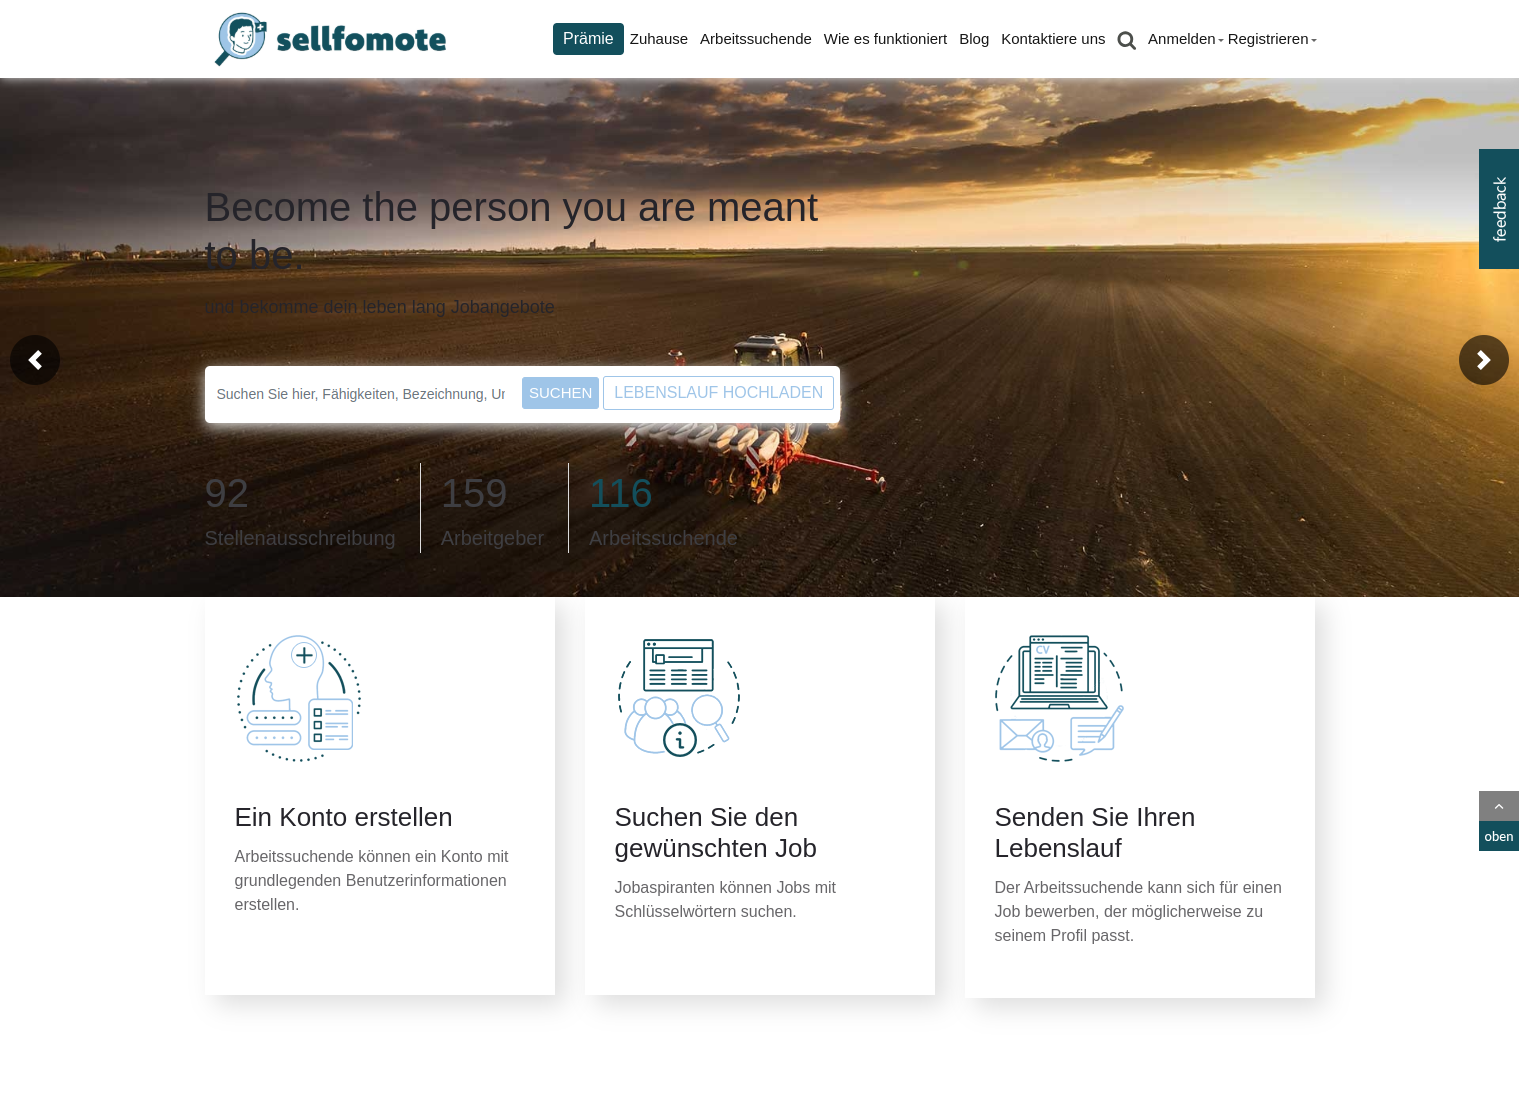 sellfomote
Prämie Zuhause Arbeitssuchende Wie es funktioniert Blog Kontaktiere uns Anmelden Registrieren
feedback
Become the person you are meant
to be.
und bekomme dein leben lang Jobangebote
Suchen Sie hier, Fähigkeiten, Bezeichnung, Ur SUCHEN LEBENSLAUF HOCHLADEN
92 159 116
Stellenausschreibung Arbeitgeber Arbeitssuchende
CV
Ein Konto erstellen
Arbeitssuchende können ein Konto mit
grundlegenden Benutzerinformationen
erstellen.
Suchen Sie den
gewünschten Job
Jobaspiranten können Jobs mit
Schlüsselwörtern suchen.
Senden Sie Ihren
Lebenslauf
Der Arbeitssuchende kann sich für einen
Job bewerben, der möglicherweise zu
seinem Profil passt.
oben